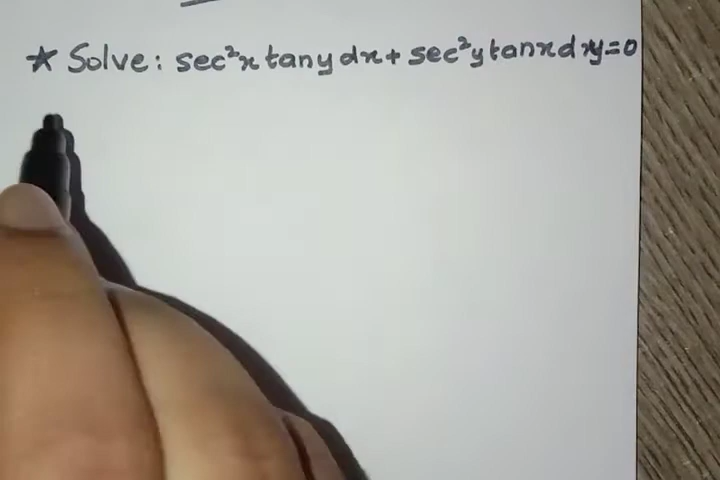 * Solve: sec²x tany dx + sec²y tanx dy = 0